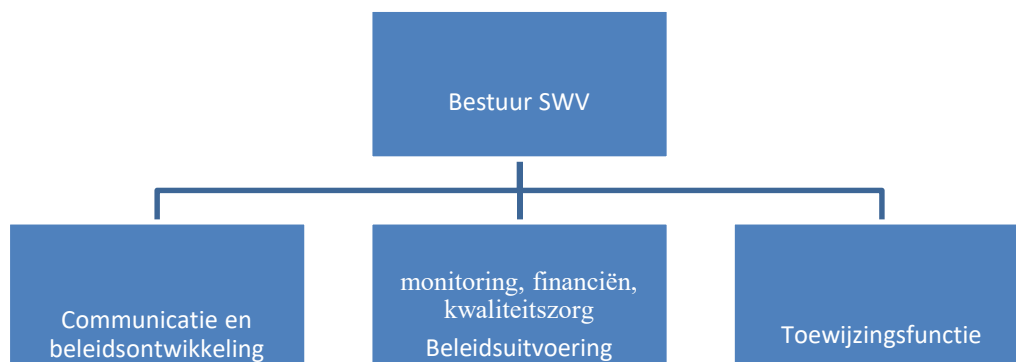 Bestuur SWV
Communicatie en
beleidsontwikkeling
monitoring, financiën,
kwaliteitszorg
Beleidsuitvoering
Toewijzingsfunctie